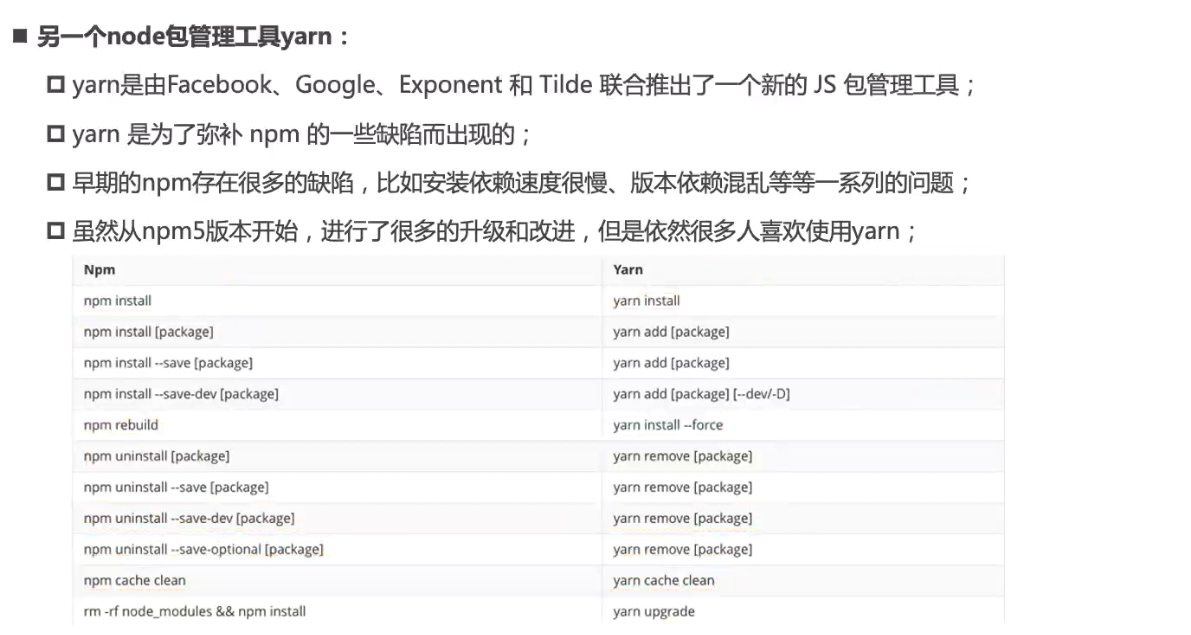 ■ 另一个node包管理工具yarn：
yarn是由Facebook、Google、Exponent 和 Tilde 联合推出了一个新的 JS 包管理工具；
yarn 是为了弥补 npm 的一些缺陷而出现的；
早期的npm存在很多的缺陷，比如安装依赖速度很慢、版本依赖混乱等等一系列的问题；
虽然从npm5版本开始，进行了很多的升级和改进，但是依然很多人喜欢使用yarn；
Npm Yarn
npm install yarn install
npm install [package] yarn add [package]
npm install --save [package] yarn add [package]
npm install --save-dev [package] yarn add [package] [--dev/-D]
npm rebuild yarn install --force
npm uninstall [package] yarn remove [package]
npm uninstall --save [package] yarn remove [package]
npm uninstall --save-dev [package] yarn remove [package]
npm uninstall --save-optional [package] yarn remove [package]
npm cache clean yarn cache clean
rm -rf node_modules && npm install yarn upgrade